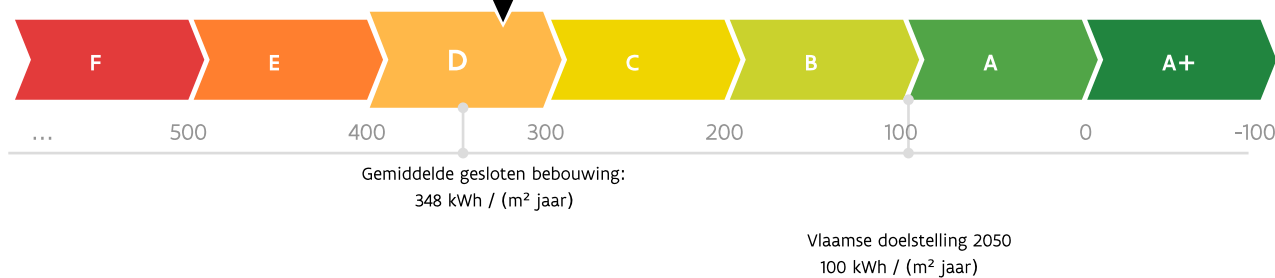 F E D C B A A+
... 500 400 300 200 100 0 -100
Gemiddelde gesloten bebouwing:
348 kWh / (m² jaar)
Vlaamse doelstelling 2050
100 kWh / (m² jaar)